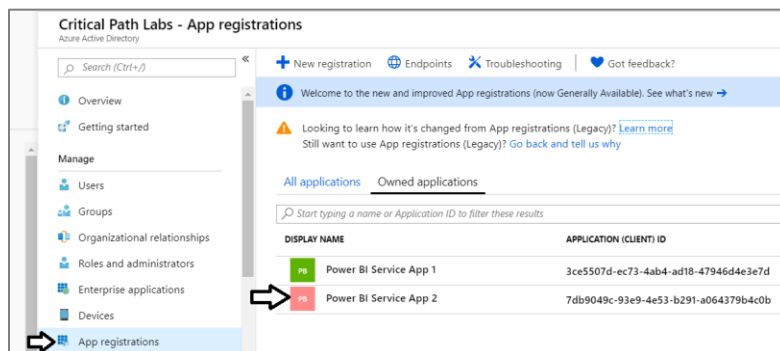 Critical Path Labs - App registrations
Azure Active Directory
Search (Ctrl+/)
«
Overview
Getting started
Manage
Users
Groups
Organizational relationships
Roles and administrators
Enterprise applications
Devices
App registrations
New registration Endpoints Troubleshooting Got feedback?
Welcome to the new and improved App registrations (now Generally Available). See what's new →
Looking to learn how it's changed from App registrations (Legacy)? Learn more
Still want to use App registrations (Legacy)? Go back and tell us why
All applications Owned applications
Start typing a name or Application ID to filter these results
DISPLAY NAME APPLICATION (CLIENT) ID
PB Power BI Service App 1 3ce5507d-ec73-4ab4-ad18-47946d4e3e7d
PB Power BI Service App 2 7db9049c-93e9-4e53-b291-a064379b4c0b